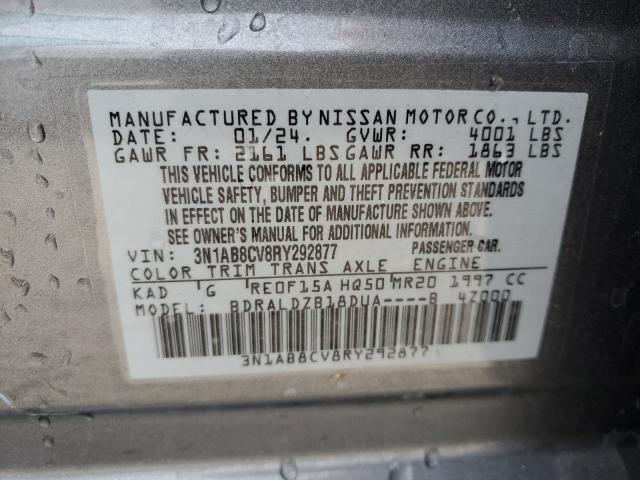 MANUFACTURED BY NISSAN MOTOR CO., LTD.
DATE: 01/24. GVWR: 4001 LBS
GAWR FR: 2161 LBS GAWR RR: 1863 LBS
THIS VEHICLE CONFORMS TO ALL APPLICABLE FEDERAL MOTOR
VEHICLE SAFETY, BUMPER AND THEFT PREVENTION STANDARDS
IN EFFECT ON THE DATE OF MANUFACTURE SHOWN ABOVE.
SEE OWNER'S MANUAL FOR ADDITIONAL INFORMATION.
VIN: 3N1AB8CV8RY292877 PASSENGER CAR.
COLOR TRIM TRANS AXLE ENGINE
KAD G RE0F15A HQ50 MR20 1997 CC
BDRALDZB18DUA----B 4Z000
3N1AB8CV8RY292877